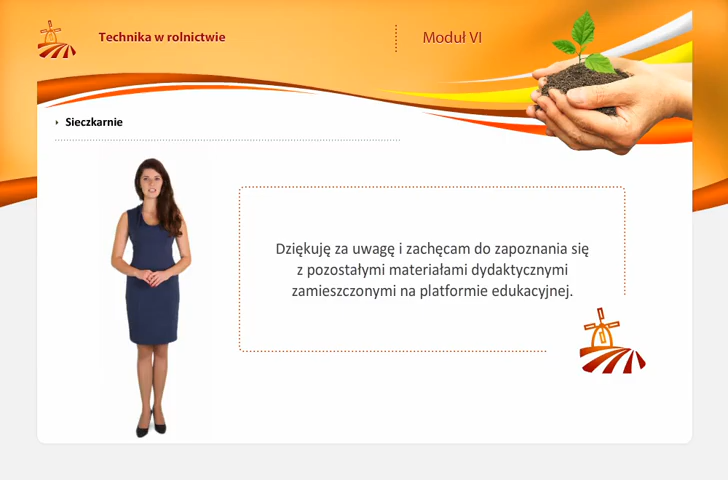 Technika w rolnictwie
Moduł VI
Sieczkarnie
Dziękuję za uwagę i zachęcam do zapoznania się
z pozostałymi materiałami dydaktycznymi
zamieszczonymi na platformie edukacyjnej.